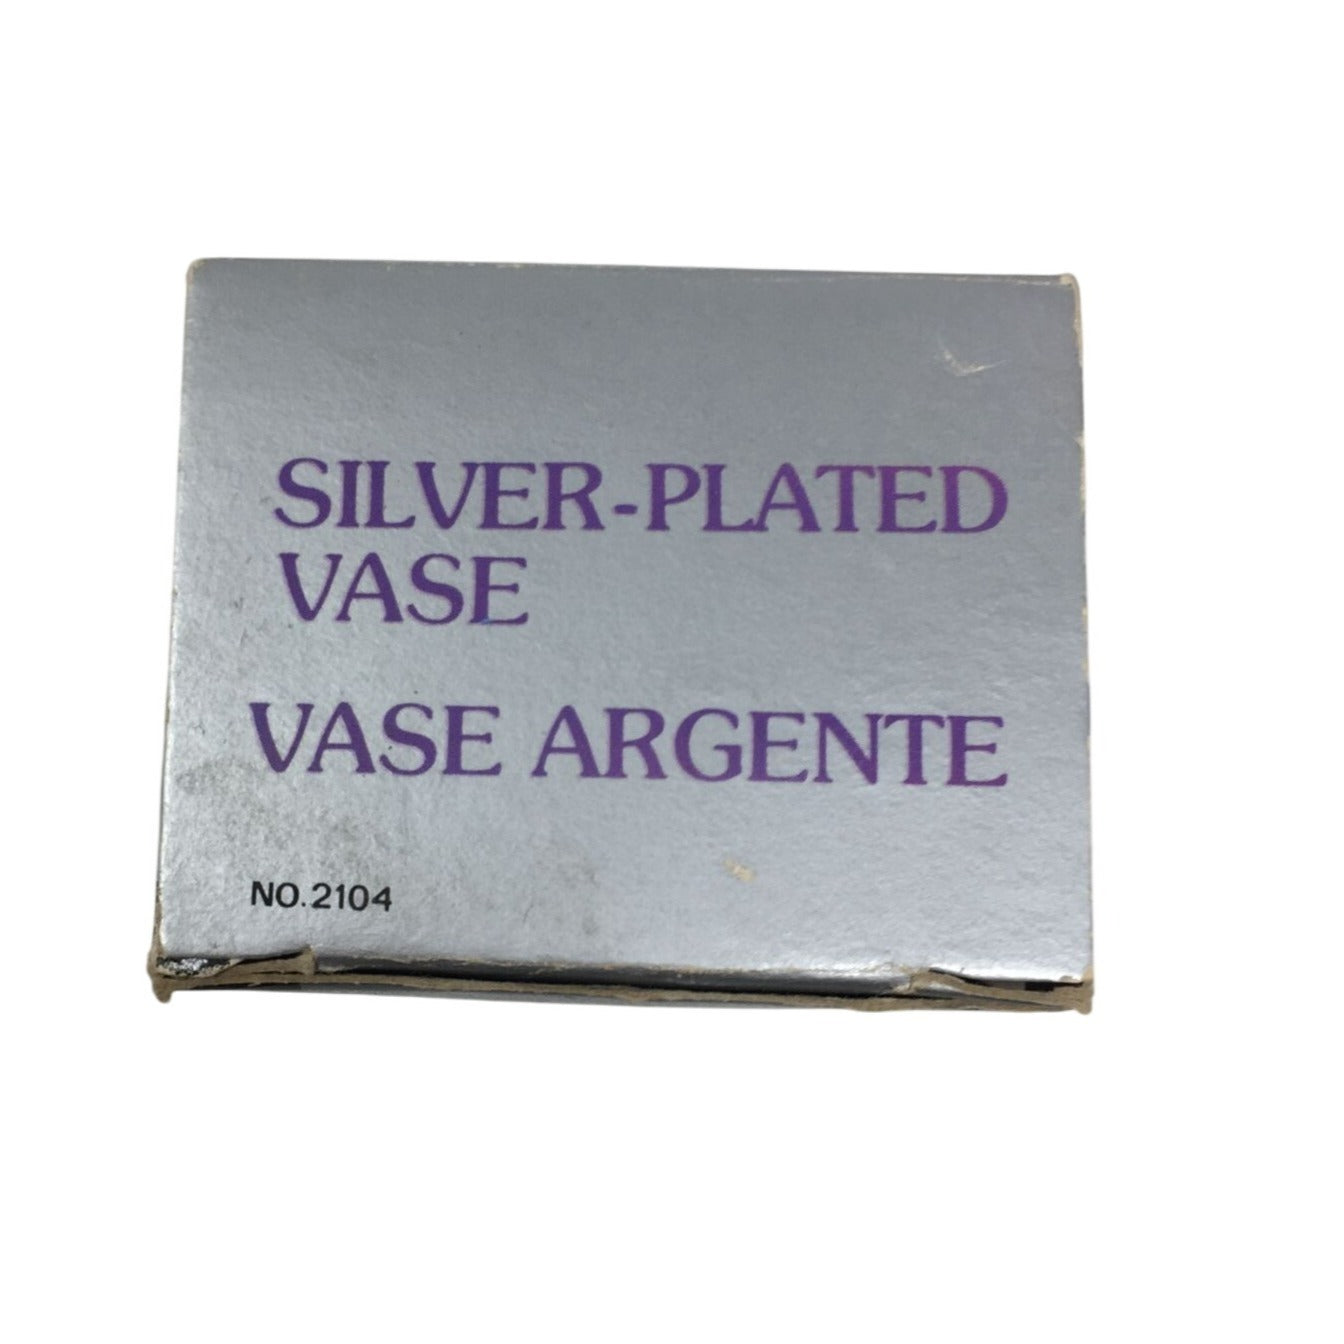 SILVER-PLATED
VASE
VASE ARGENTE
NO.2104